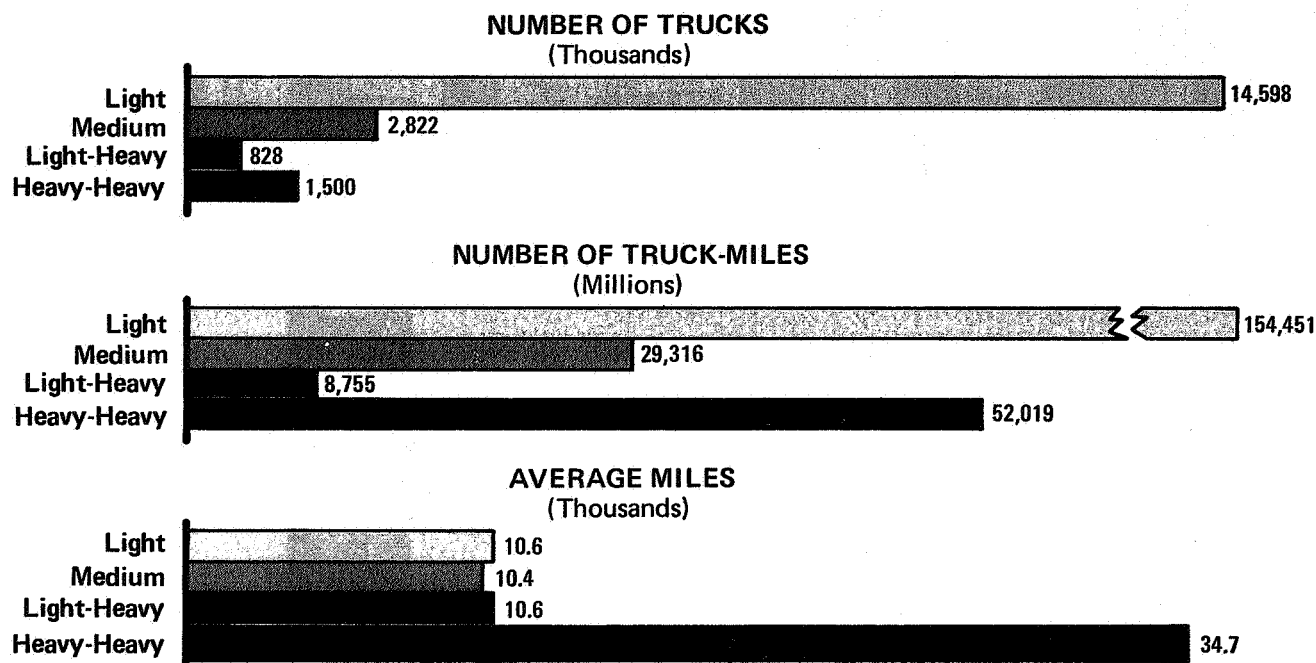 NUMBER OF TRUCKS
(Thousands)
Light 14,598
Medium 2,822
Light-Heavy 828
Heavy-Heavy 1,500
NUMBER OF TRUCK-MILES
(Millions)
Light 154,451
Medium 29,316
Light-Heavy 8,755
Heavy-Heavy 52,019
AVERAGE MILES
(Thousands)
Light 10.6
Medium 10.4
Light-Heavy 10.6
Heavy-Heavy 34.7